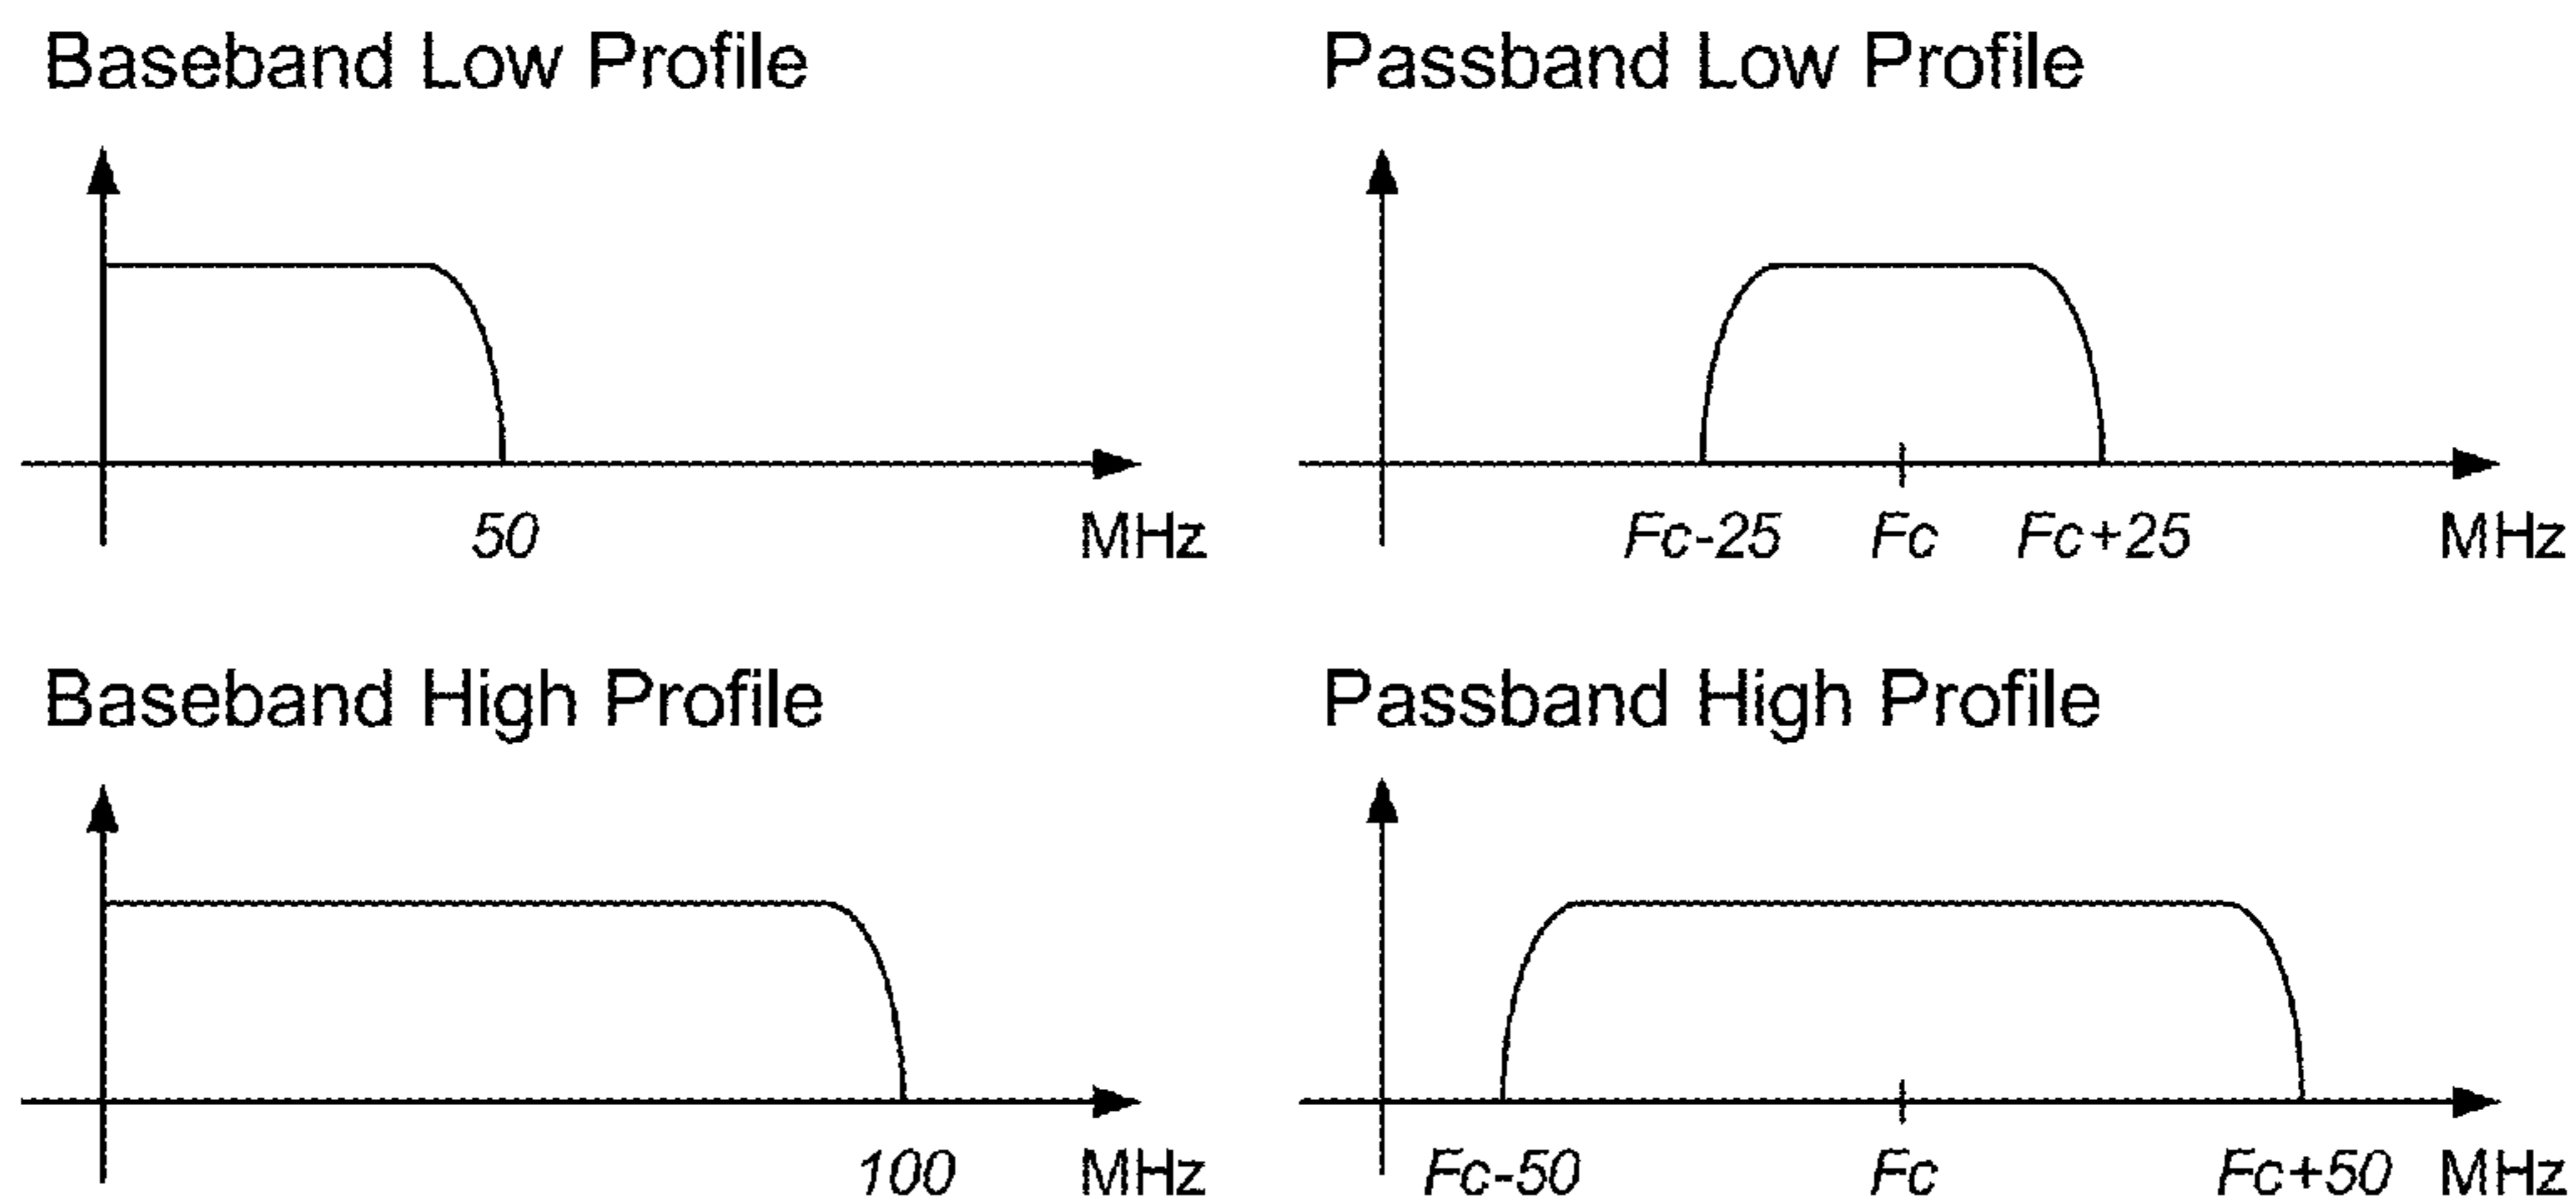 Baseband Low Profile
50
MHz
Passband Low Profile
Fc-25
Fc
Fc+25
MHz
Baseband High Profile
100
MHz
Passband High Profile
Fc-50
Fc
Fc+50
MHz